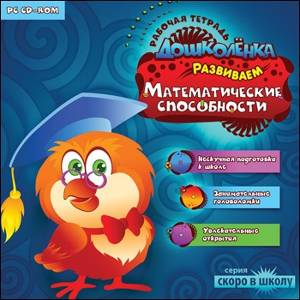 PC CD-ROM
РАБОЧАЯ ТЕТРАДЬ
ДОШКОЛЁНКА
РАЗВИВАЕМ
МАТЕМАТИЧЕСКИЕ
СПОСОБНОСТИ
Нескучная подготовка
к школе
Занимательные
головоломки
Увлекательные
открытия
серия
СКОРО В ШКОЛУ